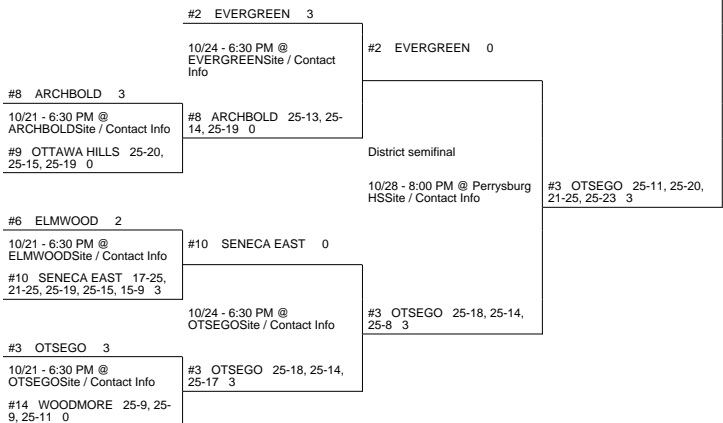 #2 EVERGREEN 3
10/24 - 6:30 PM @
EVERGREENSite / Contact
Info
#2 EVERGREEN 0
#8 ARCHBOLD 3
10/21 - 6:30 PM @
ARCHBOLDSite / Contact Info
#8 ARCHBOLD 25-13, 25-
14, 25-19 0
#9 OTTAWA HILLS 25-20,
25-15, 25-19 0
District semifinal
10/28 - 8:00 PM @ Perrysburg
HSSite / Contact Info
#3 OTSEGO 25-11, 25-20,
21-25, 25-23 3
#6 ELMWOOD 2
10/21 - 6:30 PM @
ELMWOODSite / Contact Info
#10 SENECA EAST 0
#10 SENECA EAST 17-25,
21-25, 25-19, 25-15, 15-9 3
10/24 - 6:30 PM @
OTSEGOSite / Contact Info
#3 OTSEGO 25-18, 25-14,
25-8 3
#3 OTSEGO 3
10/21 - 6:30 PM @
OTSEGOSite / Contact Info
#3 OTSEGO 25-18, 25-14,
25-17 3
#14 WOODMORE 25-9, 25-
9, 25-11 0